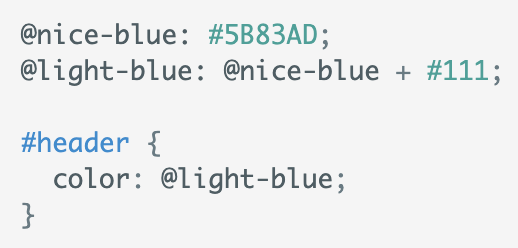 @nice-blue: #5B83AD;
@light-blue: @nice-blue + #111;

#header {
  color: @light-blue;
}